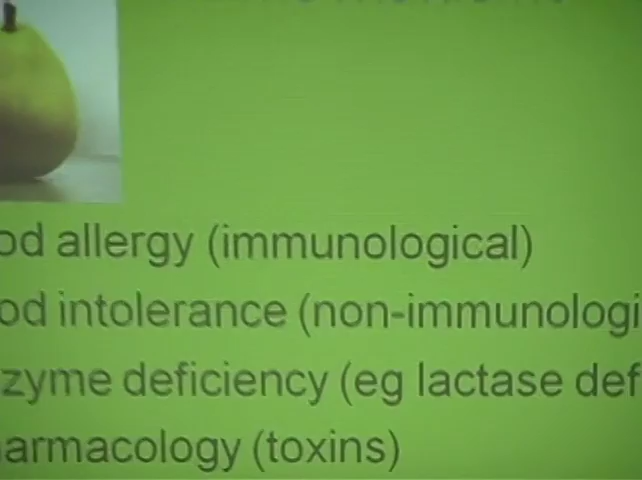 od allergy (immunological)
od intolerance (non-immunologi
zyme deficiency (eg lactase def
armacology (toxins)